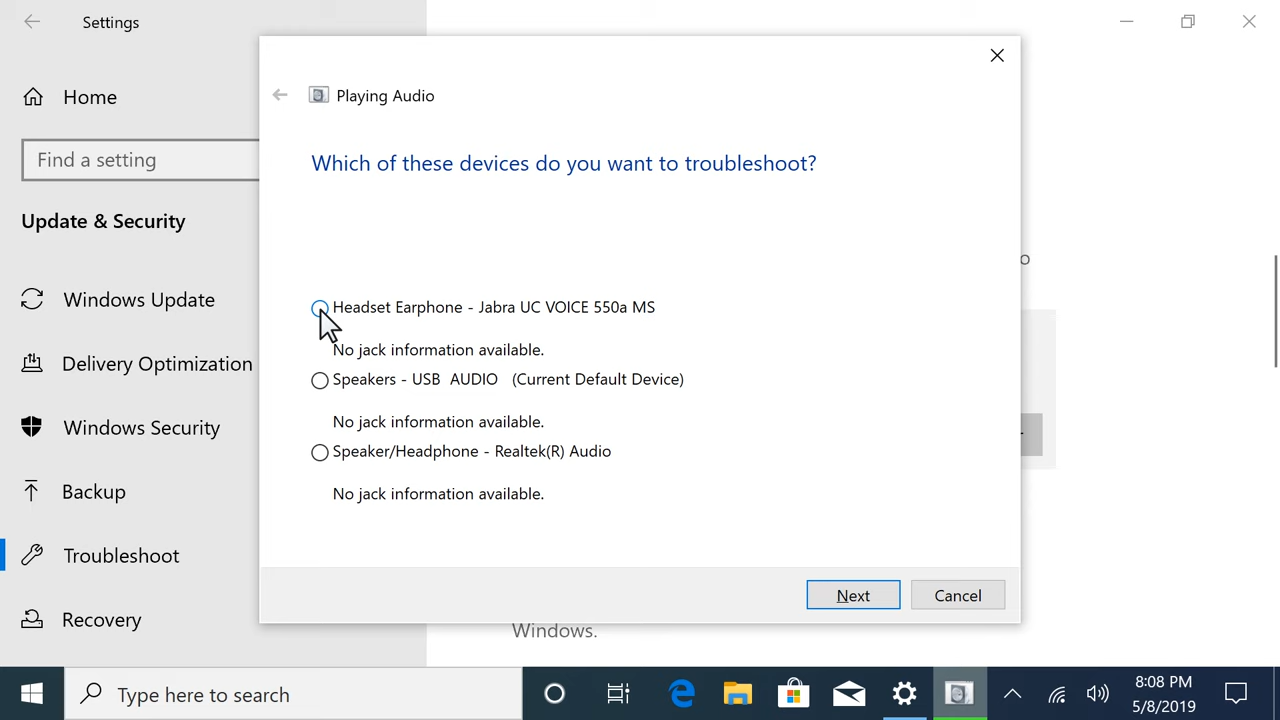 Settings
Home
Find a setting
Update & Security
Windows Update
Delivery Optimization
Windows Security
Backup
Troubleshoot
Recovery
Playing Audio
Which of these devices do you want to troubleshoot?
Headset Earphone - Jabra UC VOICE 550a MS
No jack information available.
Speakers - USB AUDIO (Current Default Device)
No jack information available.
Speaker/Headphone - Realtek(R) Audio
No jack information available.
Next Cancel
Windows.
Type here to search
8:08 PM
5/8/2019